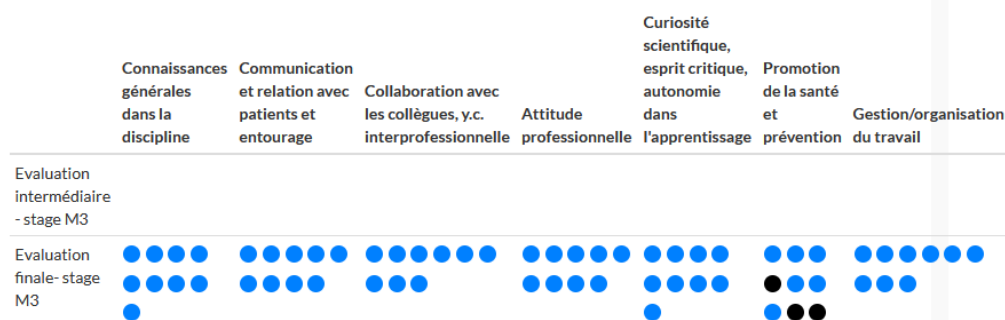 Connaissances générales dans la discipline
Communication et relation avec patients et entourage
Collaboration avec les collègues, y.c. interprofessionnelle
Attitude professionnelle
Curiosité scientifique, esprit critique, autonomie dans l'apprentissage
Promotion de la santé et prévention
Gestion/organisation du travail
Evaluation
intermédiaire
- stage M3
Evaluation
finale- stage
M3